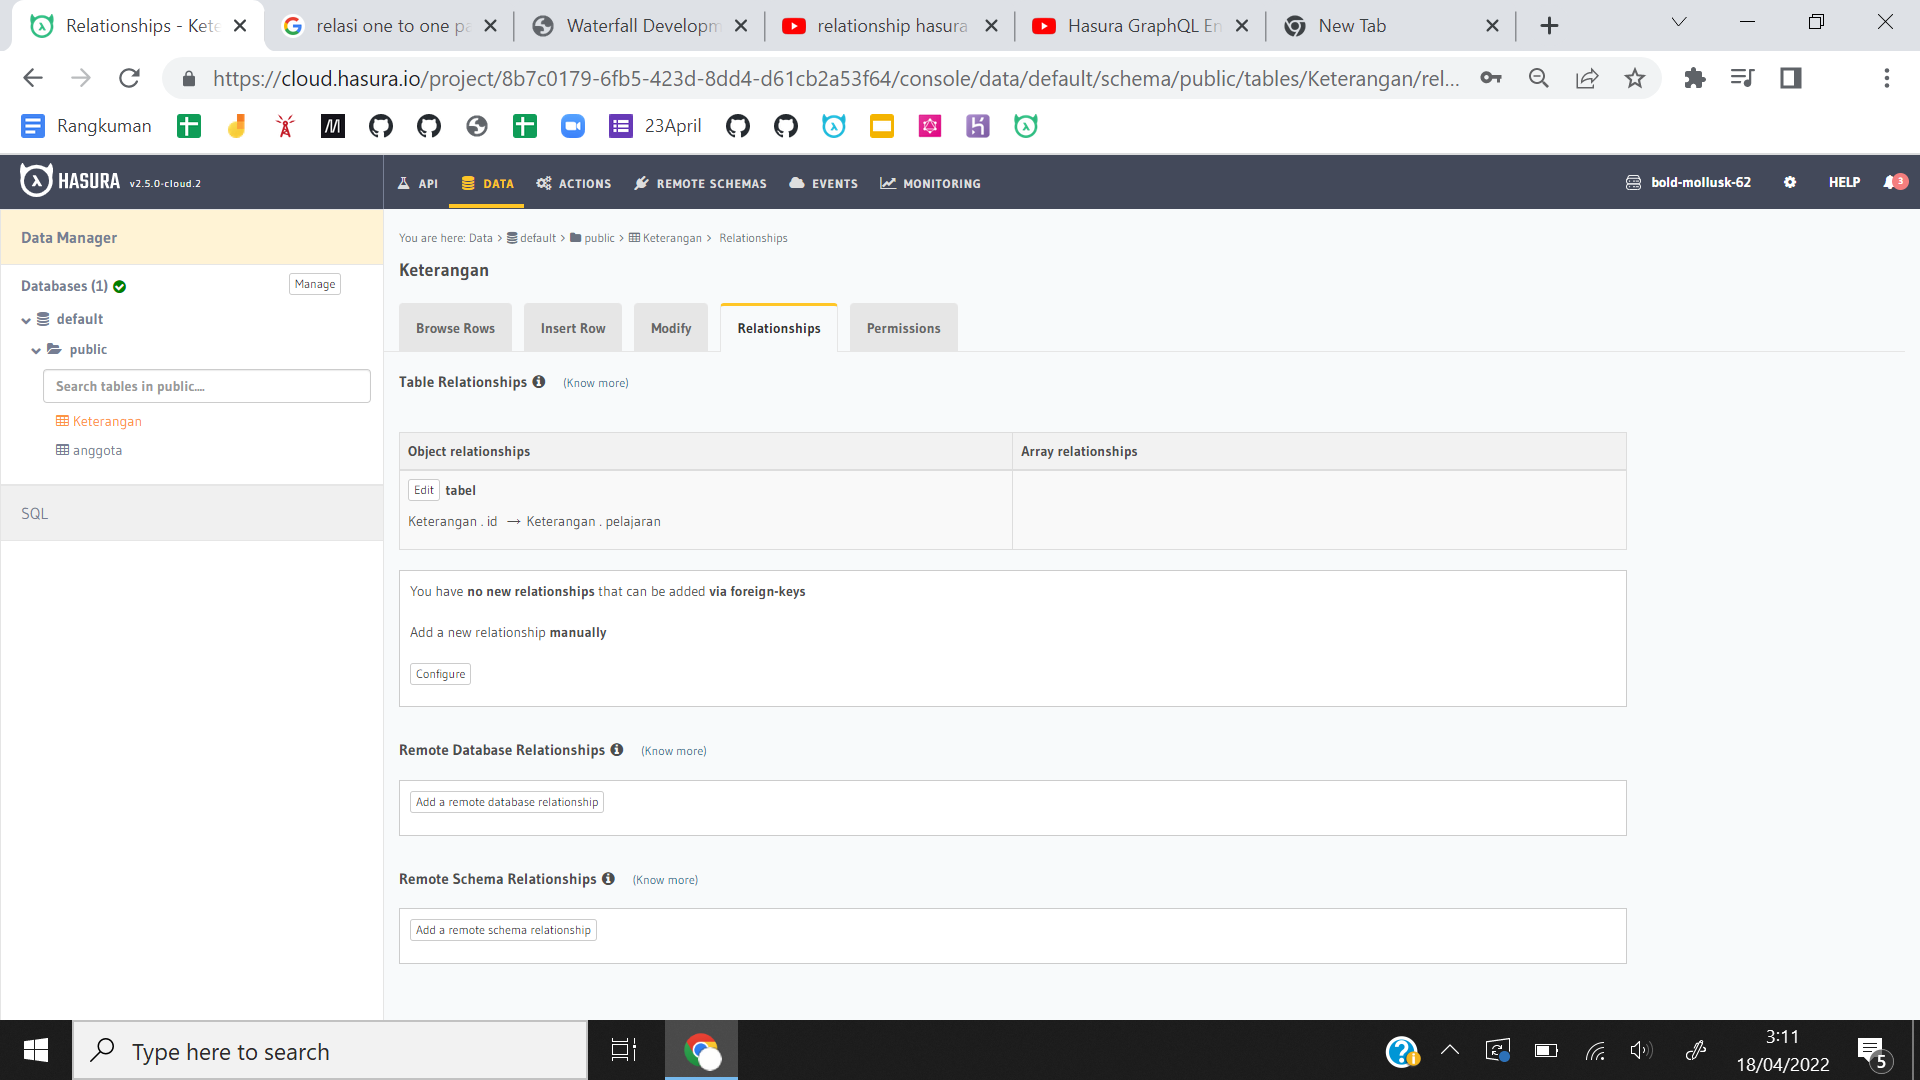 Relationships - Kete
relasi one to one pa
Waterfall Developm
relationship hasura
Hasura GraphQL En
New Tab
https://cloud.hasura.io/project/8b7c0179-6fb5-423d-8dd4-d61cb2a53f64/console/data/default/schema/public/tables/Keterangan/rel...
Rangkuman
23April
HASURA v2.5.0-cloud.2
API
DATA
ACTIONS
REMOTE SCHEMAS
EVENTS
MONITORING
bold-mollusk-62
HELP
3
Data Manager
Databases (1)
Manage
default
public
Search tables in public....
Keterangan
anggota
SQL
You are here: Data > default > public > Keterangan > Relationships
Keterangan
Browse Rows
Insert Row
Modify
Relationships
Permissions
Table Relationships (Know more)
Object relationships
Array relationships
Edit tabel
Keterangan . id → Keterangan . pelajaran
You have no new relationships that can be added via foreign-keys
Add a new relationship manually
Configure
Remote Database Relationships (Know more)
Add a remote database relationship
Remote Schema Relationships (Know more)
Add a remote schema relationship
Type here to search
3:11
18/04/2022
5